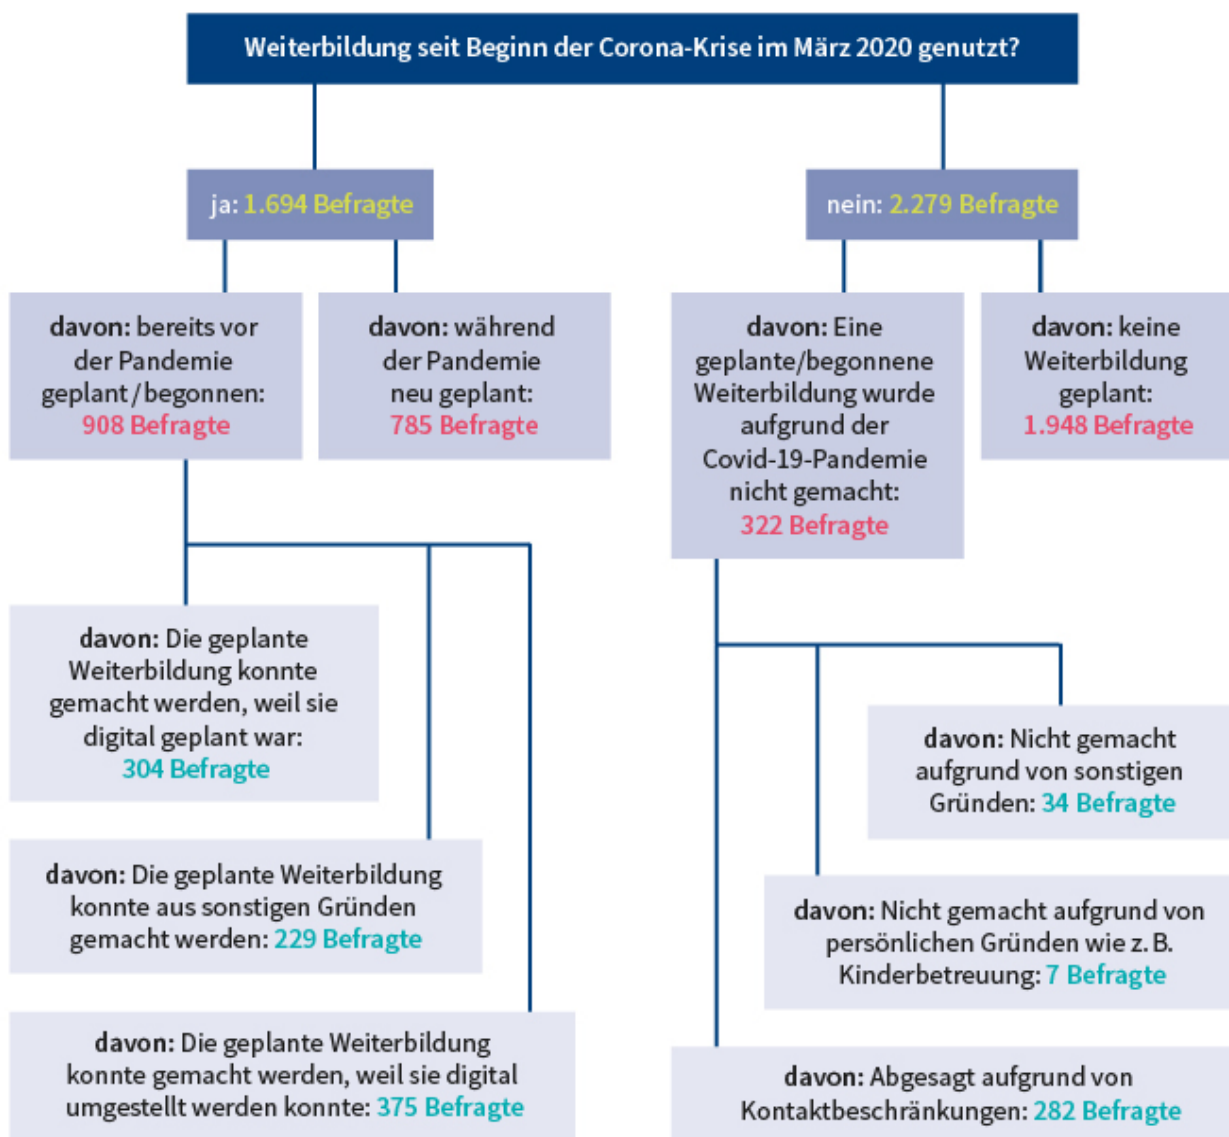 Weiterbildung seit Beginn der Corona-Krise im März 2020 genutzt?
ja: 1.694 Befragte
nein: 2.279 Befragte
davon: bereits vor
der Pandemie
geplant/begonnen:
908 Befragte
davon: während
der Pandemie
neu geplant:
785 Befragte
davon: Eine
geplante/begonnene
Weiterbildung wurde
aufgrund der
Covid-19-Pandemie
nicht gemacht:
322 Befragte
davon: keine
Weiterbildung
geplant:
1.948 Befragte
davon: Die geplante
Weiterbildung konnte
gemacht werden, weil sie
digital geplant war:
304 Befragte
davon: Die geplante Weiterbildung
konnte aus sonstigen Gründen
gemacht werden: 229 Befragte
davon: Die geplante Weiterbildung
konnte gemacht werden, weil sie digital
umgestellt werden konnte: 375 Befragte
davon: Nicht gemacht
aufgrund von sonstigen
Gründen: 34 Befragte
davon: Nicht gemacht aufgrund von
persönlichen Gründen wie z. B.
Kinderbetreuung: 7 Befragte
davon: Abgesagt aufgrund von
Kontaktbeschränkungen: 282 Befragte